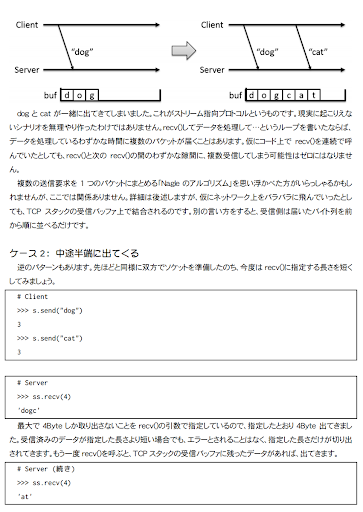 Client
Client
"dog"
"dog"
"cat"
Server
Server
buf d o g
buf d o g c a t
dog と cat が一緒に出てきてしまいました。これがストリーム指向プロトコルというものです。現実に起こりえな
いシナリオを無理やり作ったわけではありません。recv()してデータを処理して…というループを書いたならば、
データを処理しているわずかな時間に複数のパケットが届くことはあります。仮にコード上で recv()を連続で呼
んでいたとしても、recv()と次の recv()の間のわずかな隙間に、複数受信してしまう可能性はゼロにはなりませ
ん。
複数の送信要求を 1 つのパケットにまとめる「Nagle のアルゴリズム」を思い浮かべた方がいらっしゃるかもし
れませんが、ここでは関係ありません。詳細は後述しますが、仮にネットワーク上をバラバラに飛んでいったとし
ても、TCP スタックの受信バッファ上で結合されるのです。別の言い方をすると、受信側は届いたバイト列を前
から順に並べるだけです。
ケース2: 中途半端に出てくる
逆のパターンもあります。先ほどと同様に双方でソケットを準備したのち、今度は recv()に指定する長さを短く
してみましょう。
# Client
>>> s.send("dog")
3
>>> s.send("cat")
3
# Server
>>> ss.recv(4)
'dogc'
最大で 4Byte しか取り出さないことを recv()の引数で指定しているので、指定したとおり 4Byte 出てきまし
た。受信済みのデータが指定した長さより短い場合でも、エラーとされることはなく、指定した長さだけが切り出
されてきます。もう一度 recv()を呼ぶと、TCP スタックの受信バッファに残ったデータがあれば、出てきます。
# Server (続き)
>>> ss.recv(4)
'at'